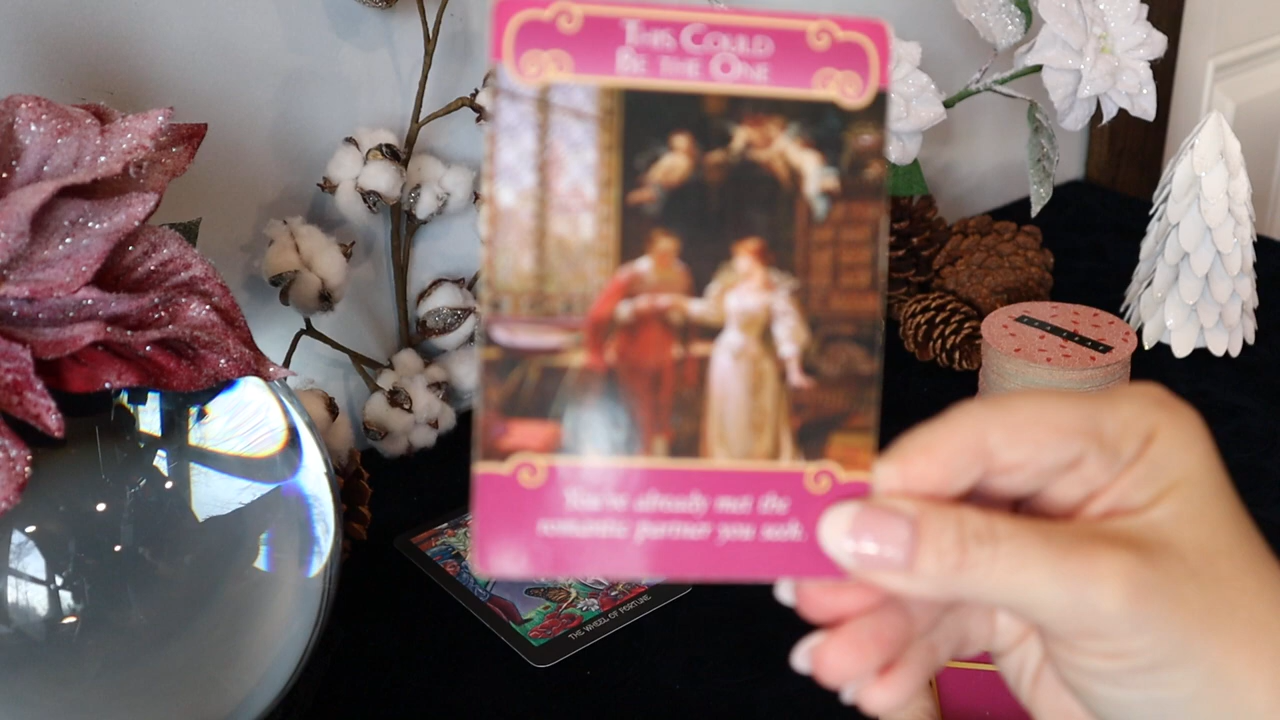 THIS COULD
BE THE ONE
You've already met the
romantic partner you seek.
THE WHEEL OF FORTUNE